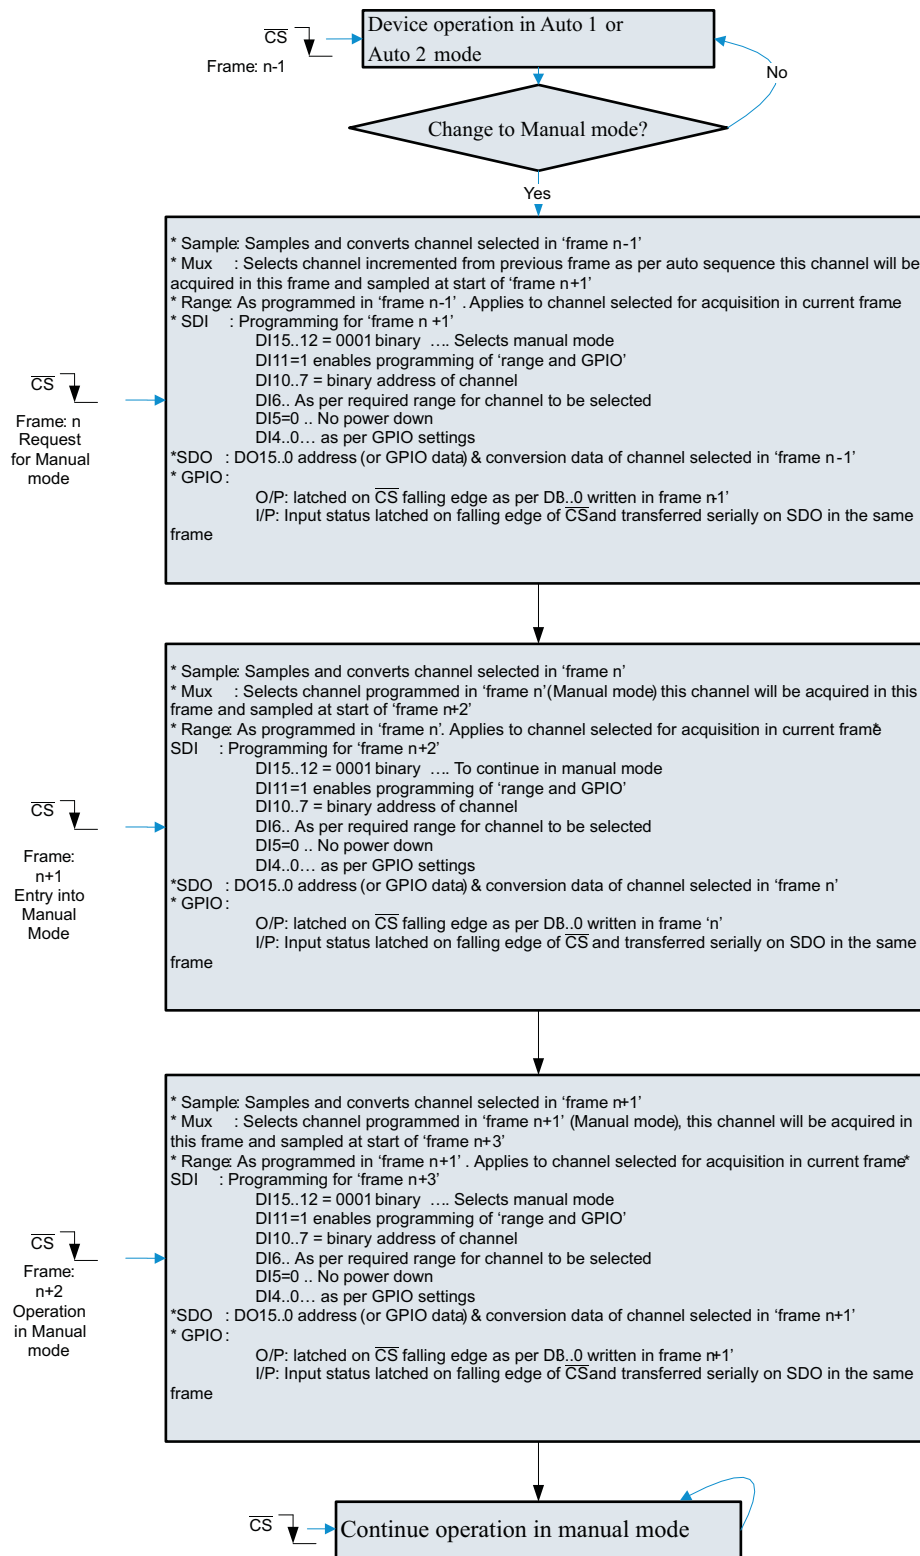 Device operation in Auto 1 or
Auto 2 mode
CS
Frame: n-1
No
Change to Manual mode?
Yes
* Sample: Samples and converts channel selected in ‘frame n-1’
* Mux : Selects channel incremented from previous frame as per auto sequence this channel will be
acquired in this frame and sampled at start of ‘frame n+1’
* Range: As programmed in ‘frame n-1’ . Applies to channel selected for acquisition in current frame
* SDI : Programming for ‘frame n +1’
DI15..12 = 0001 binary …. Selects manual mode
DI11=1 enables programming of ‘range and GPIO’
DI10..7 = binary address of channel
DI6.. As per required range for channel to be selected
DI5=0 .. No power down
DI4..0… as per GPIO settings
*SDO : DO15..0 address (or GPIO data) & conversion data of channel selected in ‘frame n-1’
* GPIO :
O/P: latched on CS falling edge as per DB..0 written in frame n-1’
I/P: Input status latched on falling edge of CS and transferred serially on SDO in the same
frame
CS
Frame: n
Request
for Manual
mode
* Sample: Samples and converts channel selected in ‘frame n’
* Mux : Selects channel programmed in ‘frame n’(Manual mode) this channel will be acquired in this
frame and sampled at start of ‘frame n+2’
* Range: As programmed in ‘frame n’. Applies to channel selected for acquisition in current frame*
SDI : Programming for ‘frame n+2’
DI15..12 = 0001 binary …. To continue in manual mode
DI11=1 enables programming of ‘range and GPIO’
DI10..7 = binary address of channel
DI6.. As per required range for channel to be selected
DI5=0 .. No power down
DI4..0… as per GPIO settings
*SDO : DO15..0 address (or GPIO data) & conversion data of channel selected in ‘frame n’
* GPIO :
O/P: latched on CS falling edge as per DB..0 written in frame ‘n’
I/P: Input status latched on falling edge of CS and transferred serially on SDO in the same
frame
CS
Frame:
n+1
Entry into
Manual
Mode
* Sample: Samples and converts channel selected in ‘frame n+1’
* Mux : Selects channel programmed in ‘frame n+1’ (Manual mode), this channel will be acquired in
this frame and sampled at start of ‘frame n+3’
* Range: As programmed in ‘frame n+1’ . Applies to channel selected for acquisition in current frame*
SDI : Programming for ‘frame n+3’
DI15..12 = 0001 binary …. Selects manual mode
DI11=1 enables programming of ‘range and GPIO’
DI10..7 = binary address of channel
DI6.. As per required range for channel to be selected
DI5=0 .. No power down
DI4..0… as per GPIO settings
*SDO : DO15..0 address (or GPIO data) & conversion data of channel selected in ‘frame n+1’
* GPIO :
O/P: latched on CS falling edge as per DB..0 written in frame n+1’
I/P: Input status latched on falling edge of CS and transferred serially on SDO in the same
frame
CS
Frame:
n+2
Operation
in Manual
mode
CS
Continue operation in manual mode